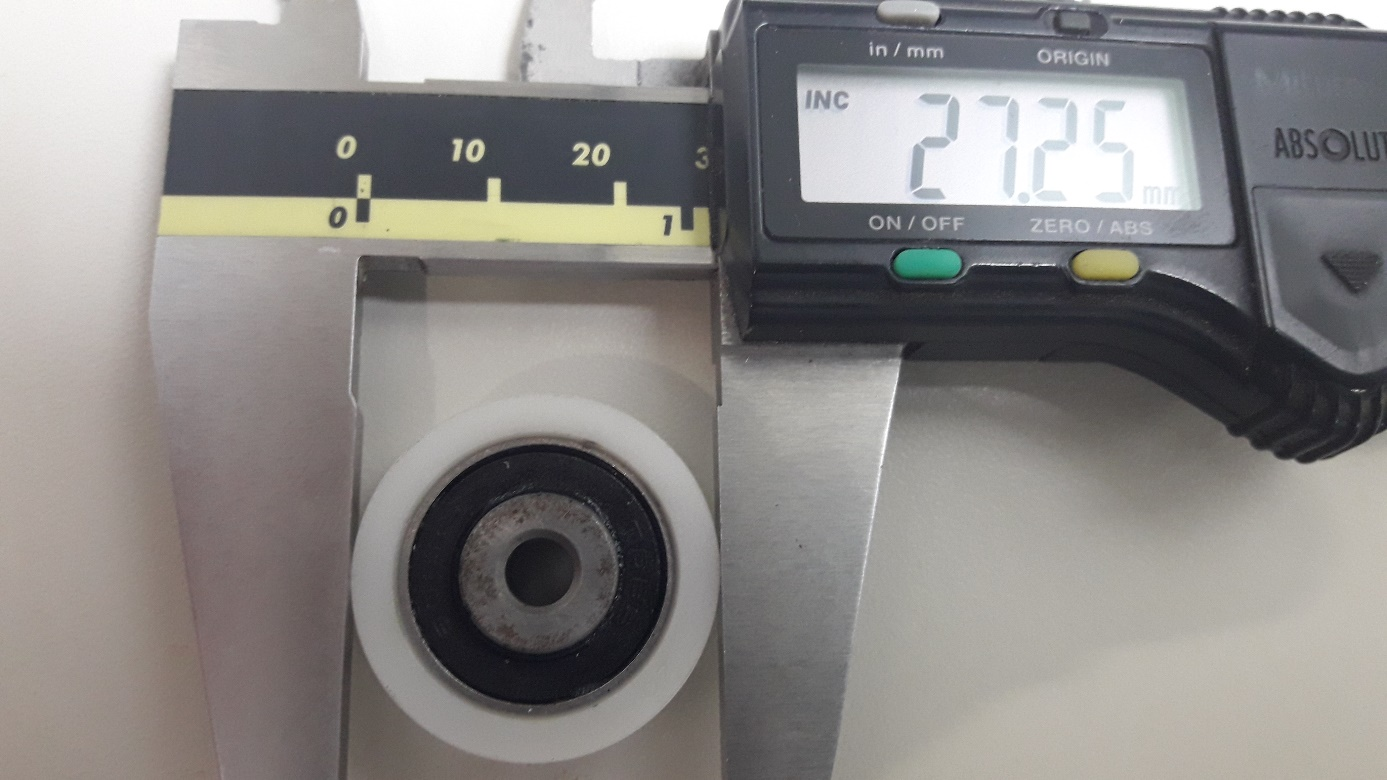 in / mm
ORIGIN
INC 27.25 mm
ABSOLUT
0 10 20 3
0 1
ON / OFF
ZERO / ABS